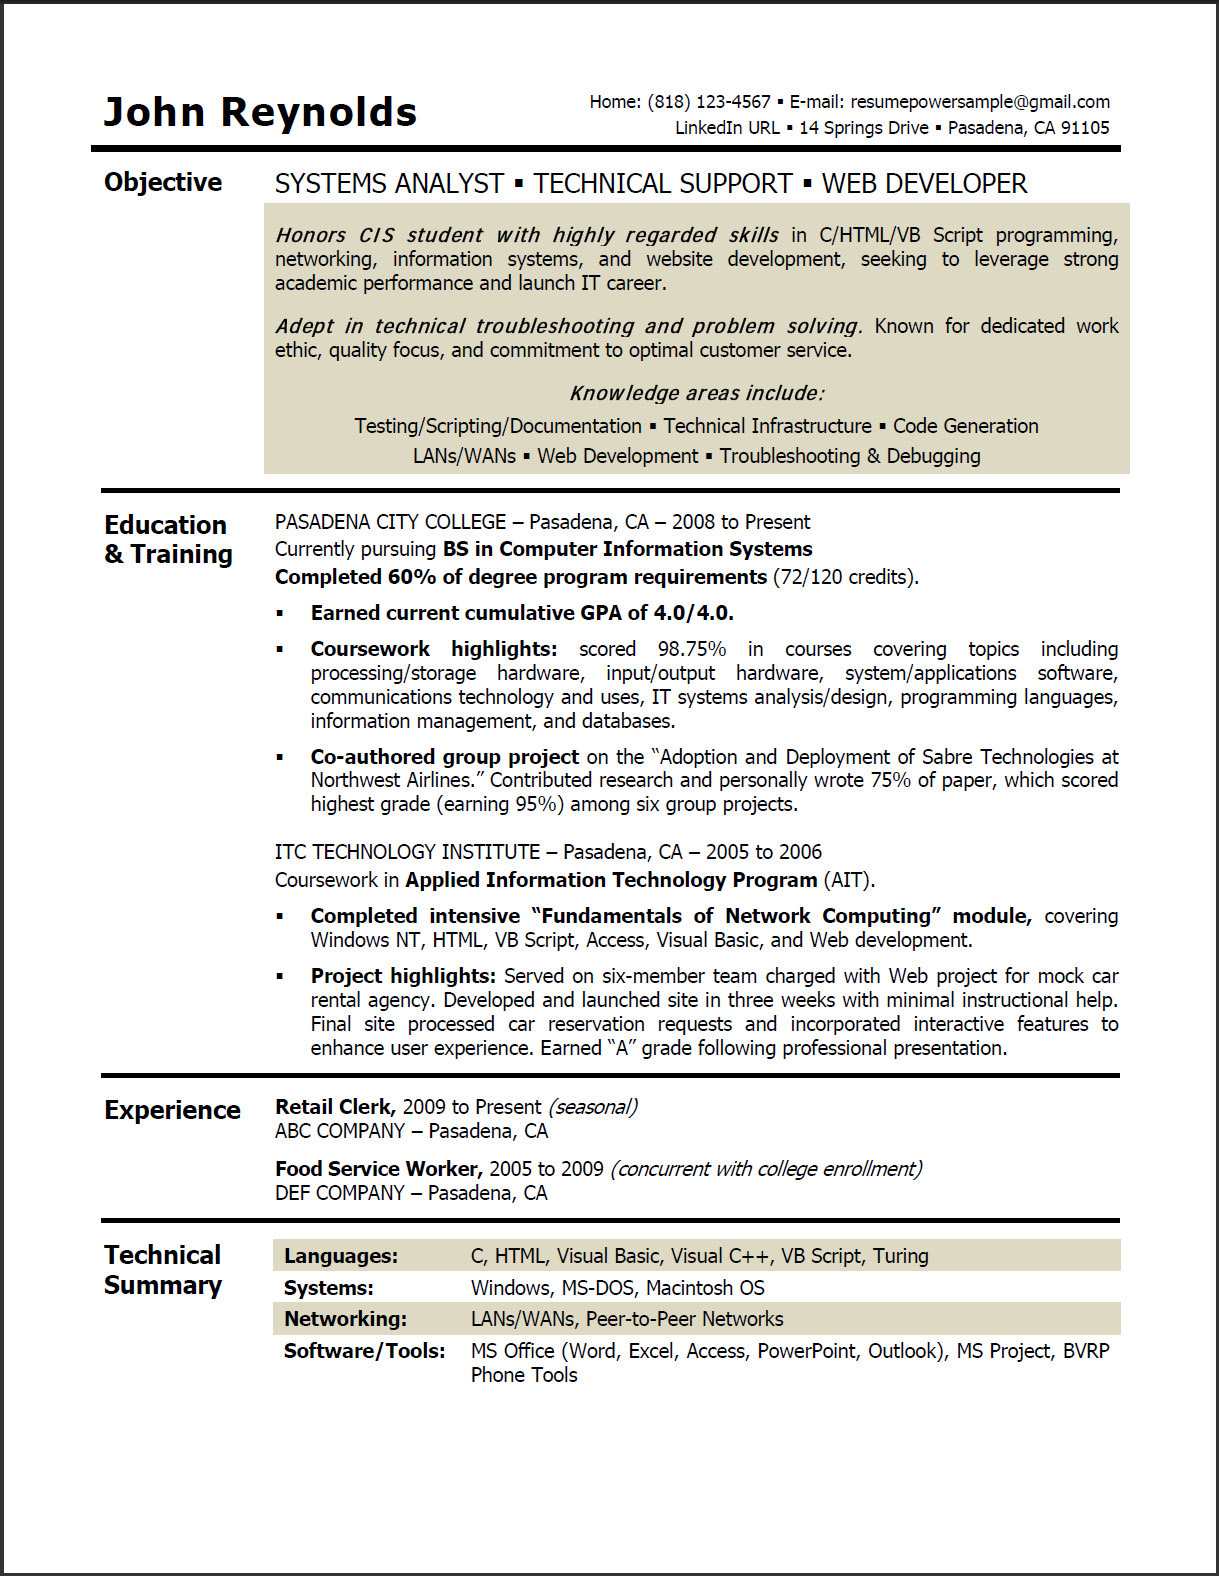 John Reynolds
Home: (818) 123-4567 ▪ E-mail: resumepowersample@gmail.com
LinkedIn URL ▪ 14 Springs Drive ▪ Pasadena, CA 91105
Objective
SYSTEMS ANALYST ▪ TECHNICAL SUPPORT ▪ WEB DEVELOPER
Honors CIS student with highly regarded skills in C/HTML/VB Script programming,
networking, information systems, and website development, seeking to leverage strong
academic performance and launch IT career.
Adept in technical troubleshooting and problem solving. Known for dedicated work
ethic, quality focus, and commitment to optimal customer service.
Knowledge areas include:
Testing/Scripting/Documentation ▪ Technical Infrastructure ▪ Code Generation
LANs/WANs ▪ Web Development ▪ Troubleshooting & Debugging
Education
& Training
PASADENA CITY COLLEGE – Pasadena, CA – 2008 to Present
Currently pursuing BS in Computer Information Systems
Completed 60% of degree program requirements (72/120 credits).
▪ Earned current cumulative GPA of 4.0/4.0.
▪ Coursework highlights: scored 98.75% in courses covering topics including
processing/storage hardware, input/output hardware, system/applications software,
communications technology and uses, IT systems analysis/design, programming languages,
information management, and databases.
▪ Co-authored group project on the “Adoption and Deployment of Sabre Technologies at
Northwest Airlines.” Contributed research and personally wrote 75% of paper, which scored
highest grade (earning 95%) among six group projects.
ITC TECHNOLOGY INSTITUTE – Pasadena, CA – 2005 to 2006
Coursework in Applied Information Technology Program (AIT).
▪ Completed intensive “Fundamentals of Network Computing” module, covering
Windows NT, HTML, VB Script, Access, Visual Basic, and Web development.
▪ Project highlights: Served on six-member team charged with Web project for mock car
rental agency. Developed and launched site in three weeks with minimal instructional help.
Final site processed car reservation requests and incorporated interactive features to
enhance user experience. Earned “A” grade following professional presentation.
Experience
Retail Clerk, 2009 to Present (seasonal)
ABC COMPANY – Pasadena, CA
Food Service Worker, 2005 to 2009 (concurrent with college enrollment)
DEF COMPANY – Pasadena, CA
Technical
Summary
Languages: C, HTML, Visual Basic, Visual C++, VB Script, Turing
Systems: Windows, MS-DOS, Macintosh OS
Networking: LANs/WANs, Peer-to-Peer Networks
Software/Tools: MS Office (Word, Excel, Access, PowerPoint, Outlook), MS Project, BVRP
Phone Tools